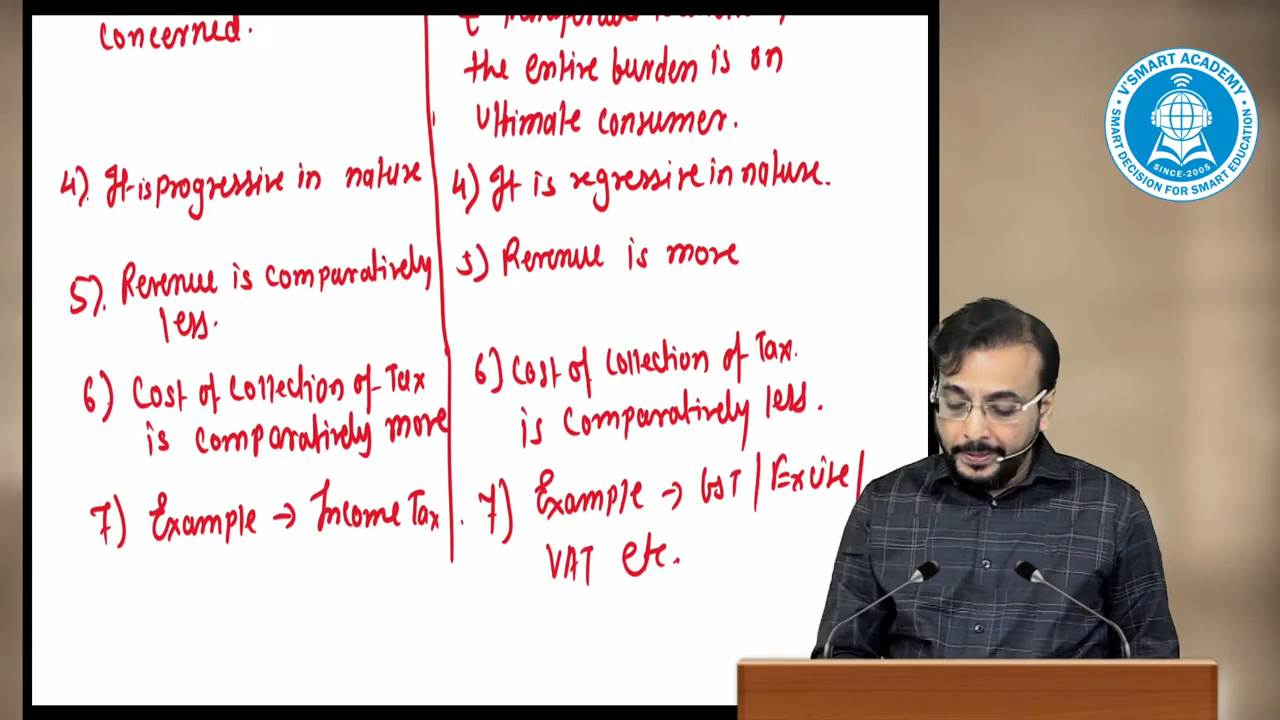 concerned.
the entire burden is on
ultimate consumer.
4). It is progressive in nature
4) It is regressive in nature.
5). Revenue is comparatively
less.
5) Revenue is more
6) Cost of Collection of Tax
is comparatively more
6) Cost of Collection of Tax.
is comparatively less.
7) Example → Income Tax.
7) Example → GST | Excise |
VAT etc.
V'SMART ACADEMY
SMART DECISION FOR SMART EDUCATION
SINCE-2005